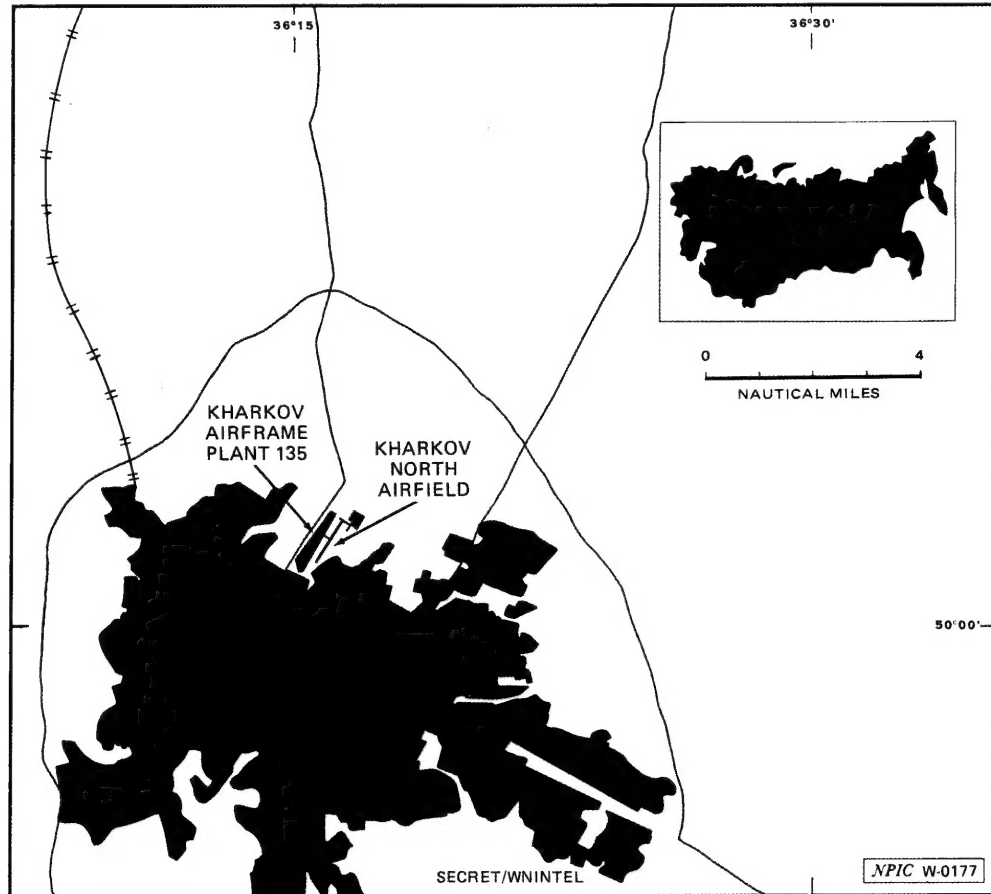 36°15
36°30'
0 4
NAUTICAL MILES
KHARKOV
AIRFRAME
PLANT 135
KHARKOV
NORTH
AIRFIELD
50°00'
SECRET/WNINTEL
NPIC W-0177